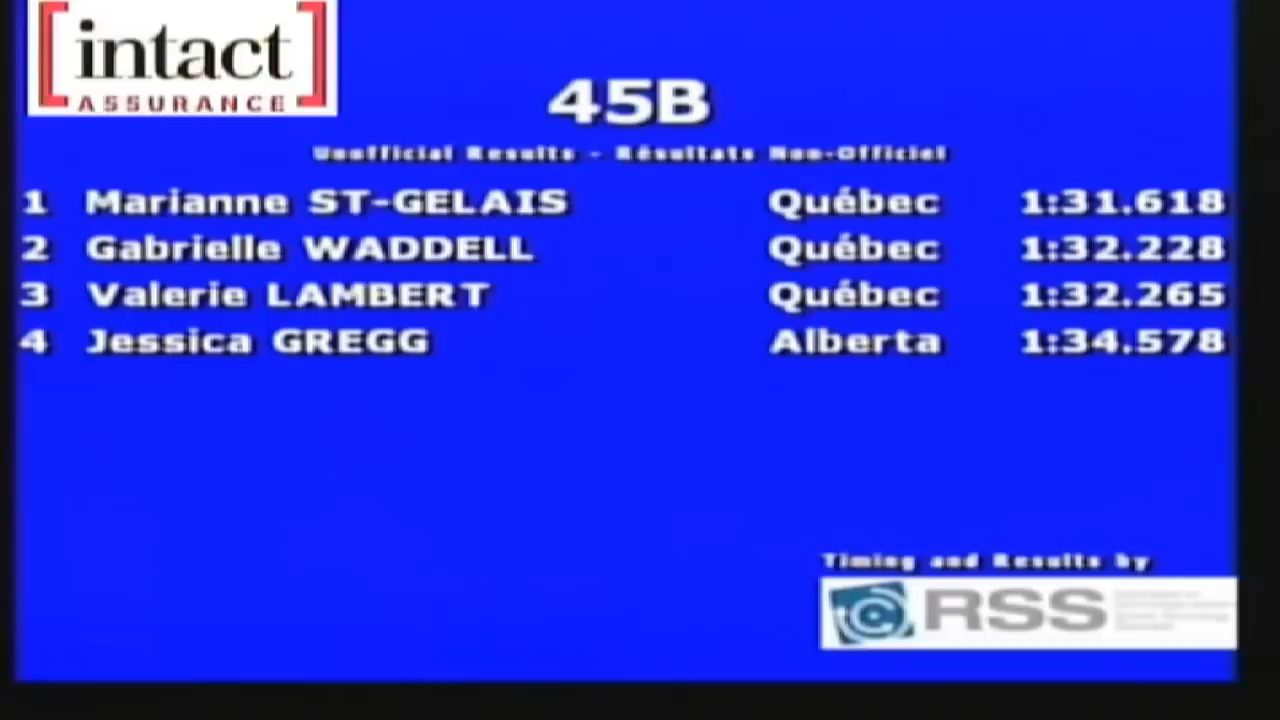 intact
ASSURANCE
45B
Unofficial Results - Résultats Non-Officiel
1 Marianne ST-GELAIS Québec 1:31.618
2 Gabrielle WADDELL Québec 1:32.228
3 Valerie LAMBERT Québec 1:32.265
4 Jessica GREGG Alberta 1:34.578
Timing and Results by
RSS